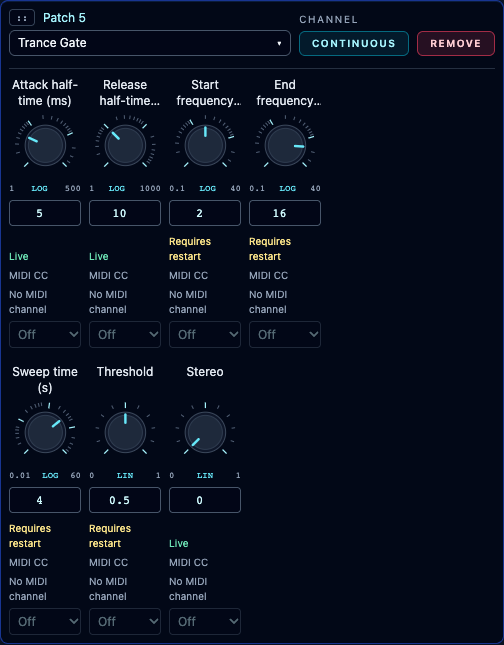 :: Patch 5
CHANNEL
Trance Gate
CONTINUOUS
REMOVE
Attack half-
time (ms)
Release
half-time...
Start
frequency...
End
frequency...
1 LOG 500
1 LOG 1000
0.1 LOG 40
0.1 LOG 40
5
10
2
16
Live
Live
Requires
restart
Requires
restart
MIDI CC
MIDI CC
MIDI CC
MIDI CC
No MIDI
channel
No MIDI
channel
No MIDI
channel
No MIDI
channel
Off
Off
Off
Off
Sweep time
(s)
Threshold
Stereo
0.01 LOG 60
0 LIN 1
0 LIN 1
4
0.5
0
Requires
restart
Requires
restart
Live
MIDI CC
MIDI CC
MIDI CC
No MIDI
channel
No MIDI
channel
No MIDI
channel
Off
Off
Off